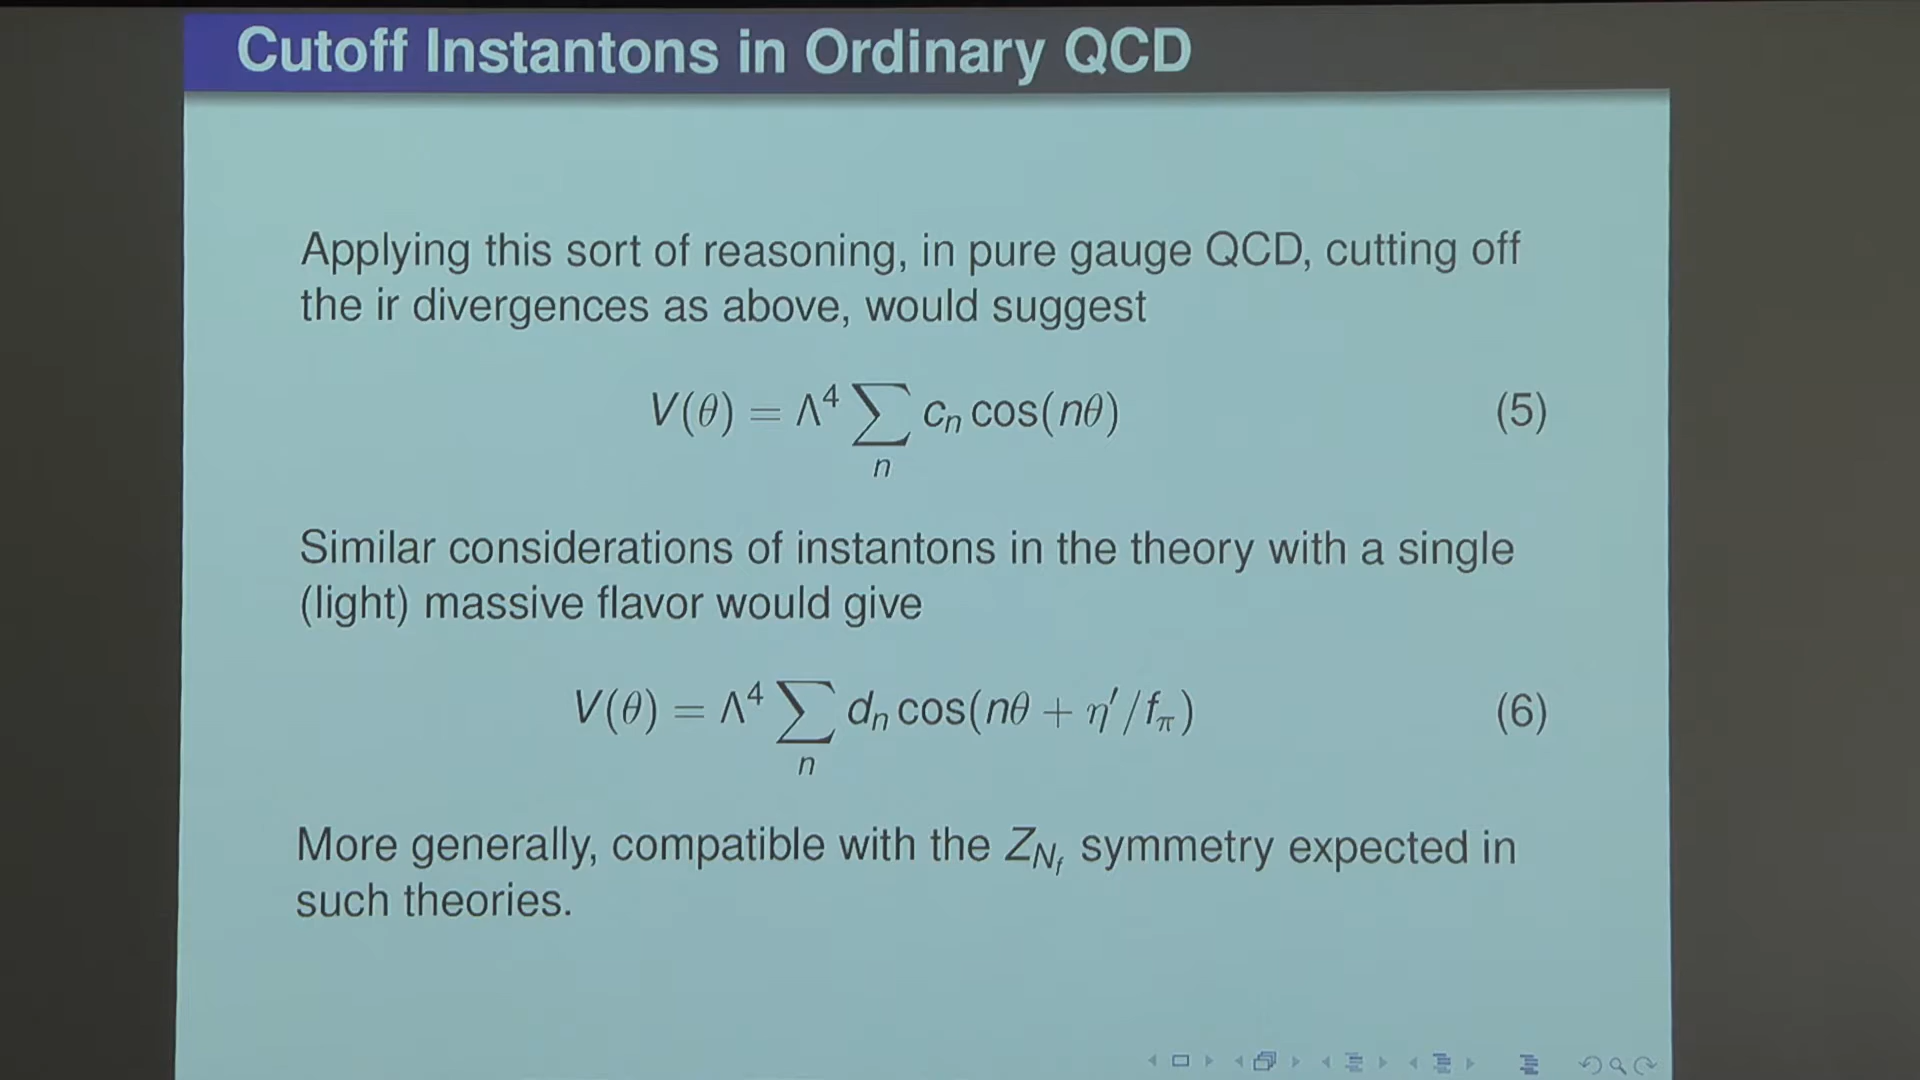 Cutoff Instantons in Ordinary QCD
Applying this sort of reasoning, in pure gauge QCD, cutting off
the ir divergences as above, would suggest
V(θ) = Λ⁴ ∑ₙ cₙ cos(nθ) (5)
Similar considerations of instantons in the theory with a single
(light) massive flavor would give
V(θ) = Λ⁴ ∑ₙ dₙ cos(nθ + η′/f_π) (6)
More generally, compatible with the Z_{N_f} symmetry expected in
such theories.